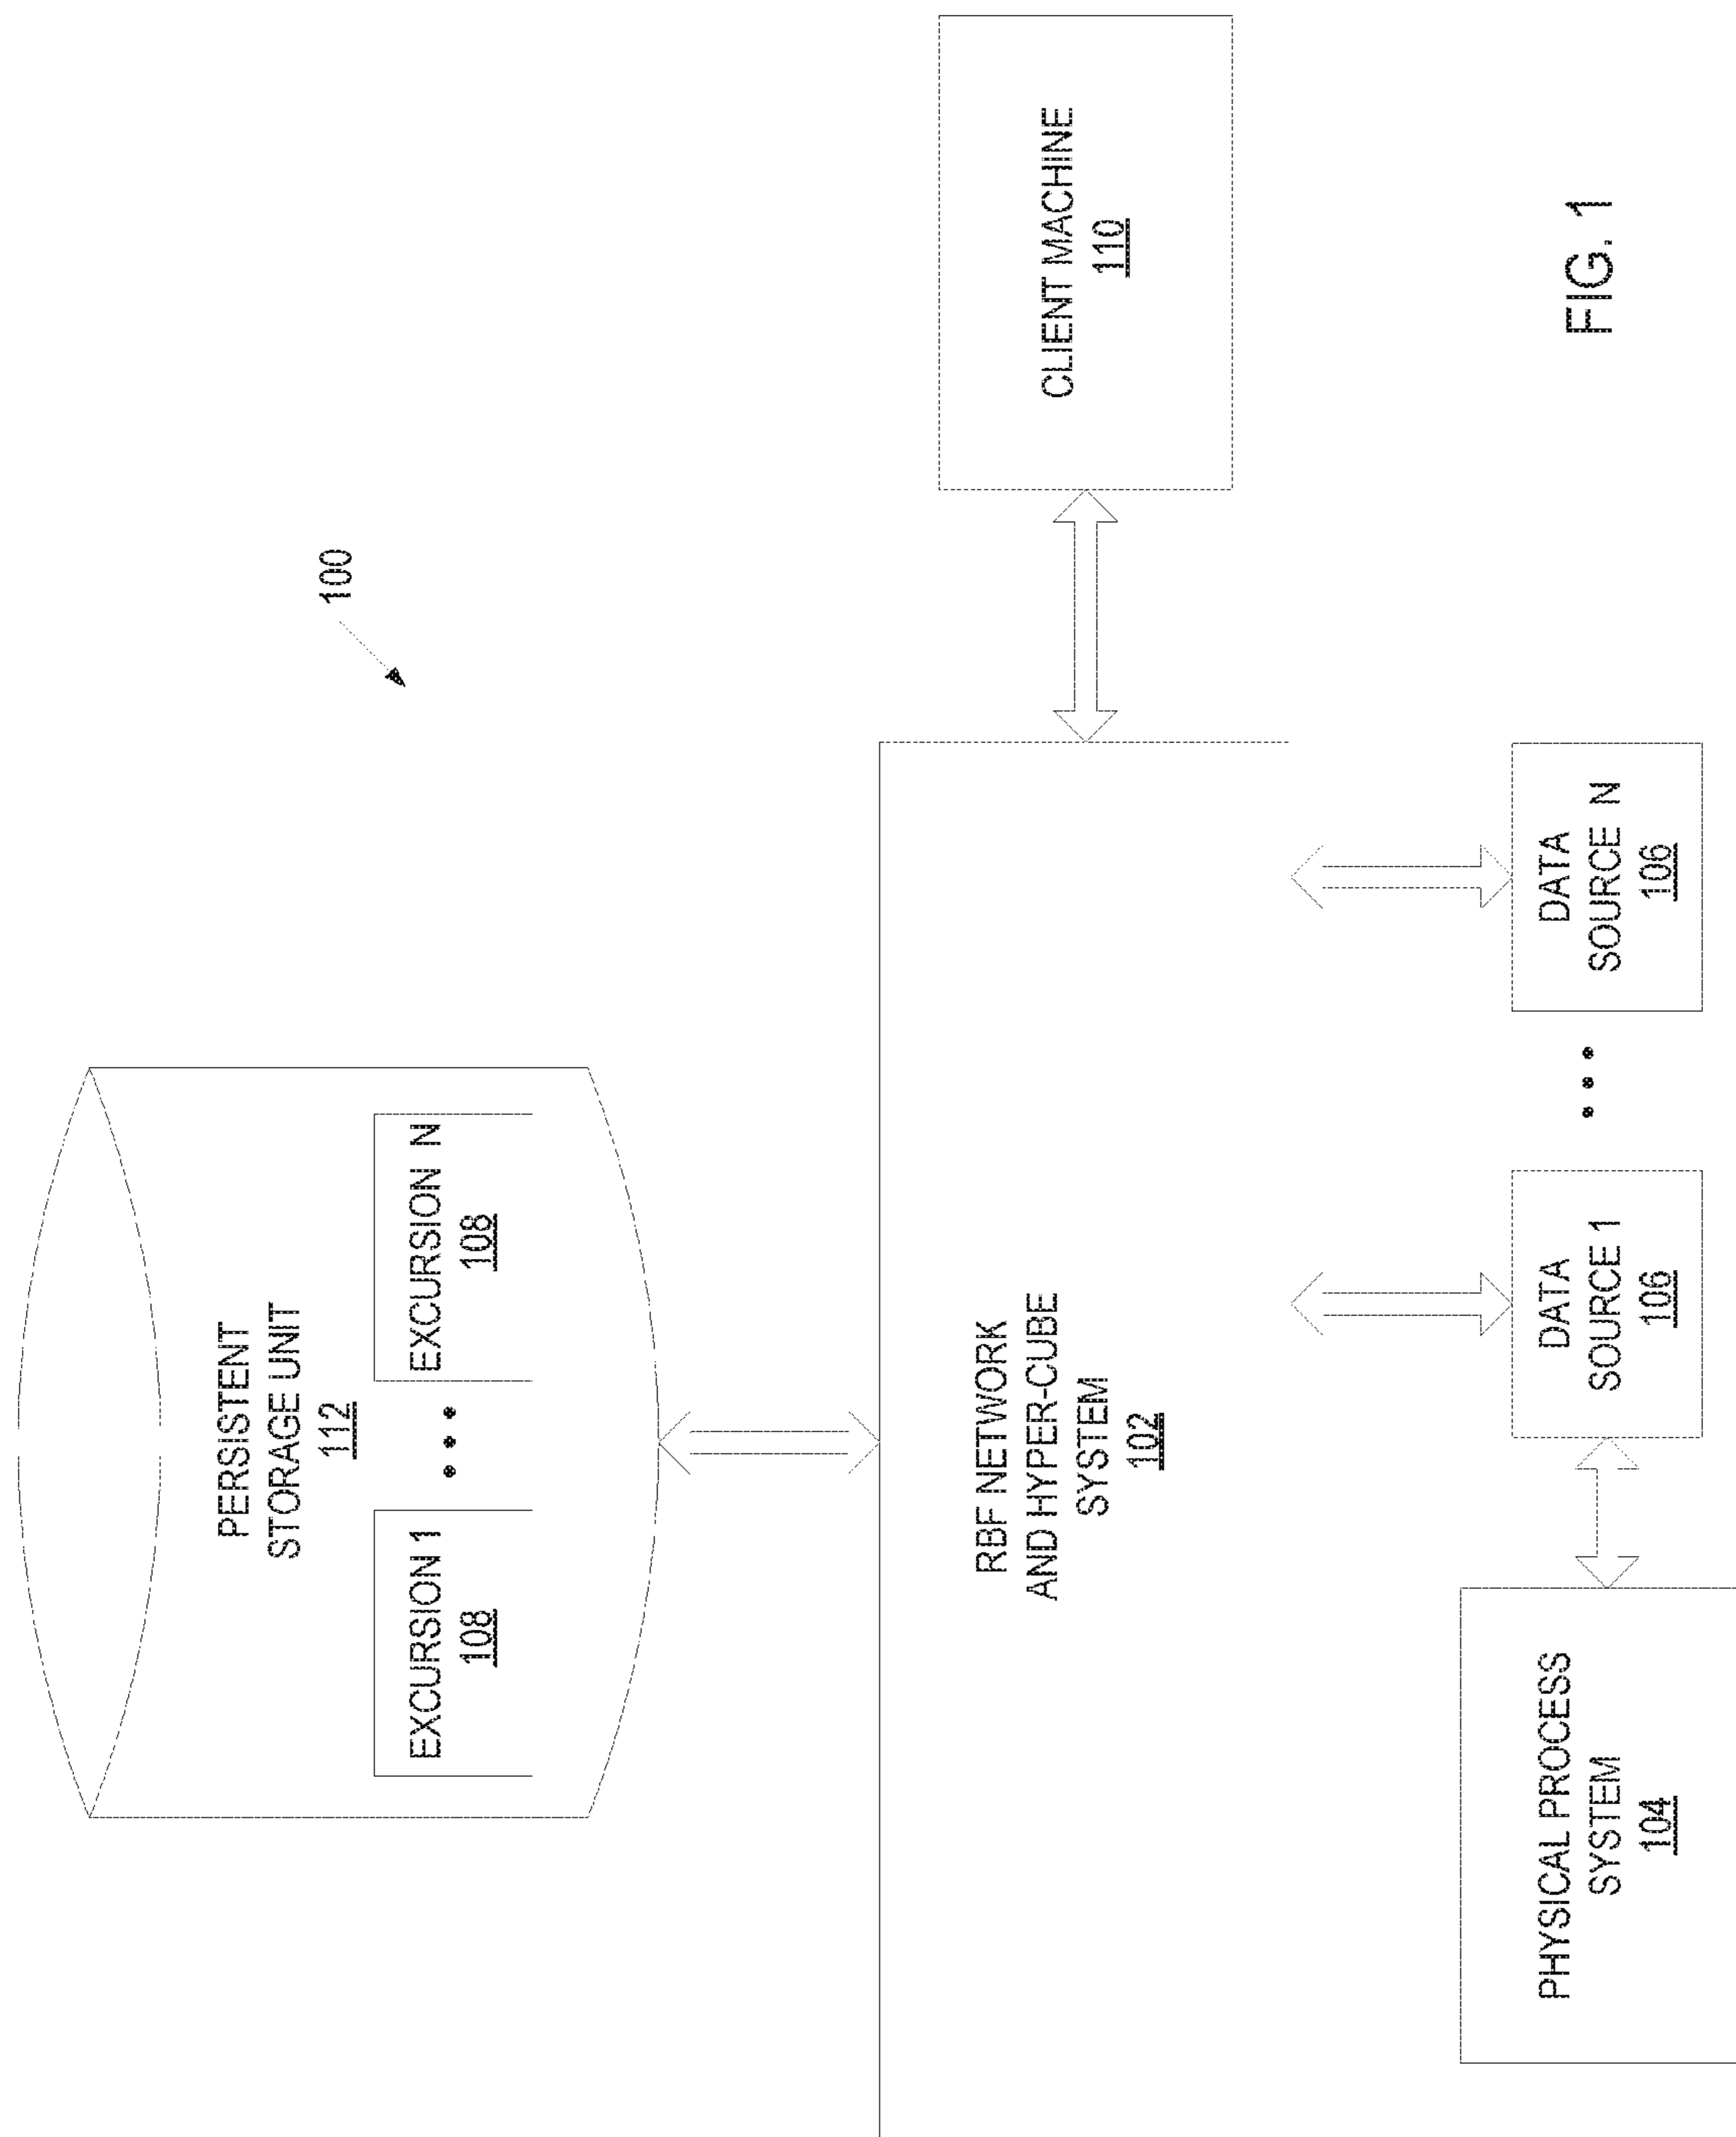 100
PERSISTENT
STORAGE UNIT
112
EXCURSION 1
108
EXCURSION N
108
RBF NETWORK
AND HYPER-CUBE
SYSTEM
102
CLIENT MACHINE
110
PHYSICAL PROCESS
SYSTEM
104
DATA
SOURCE 1
106
DATA
SOURCE N
106
FIG. 1